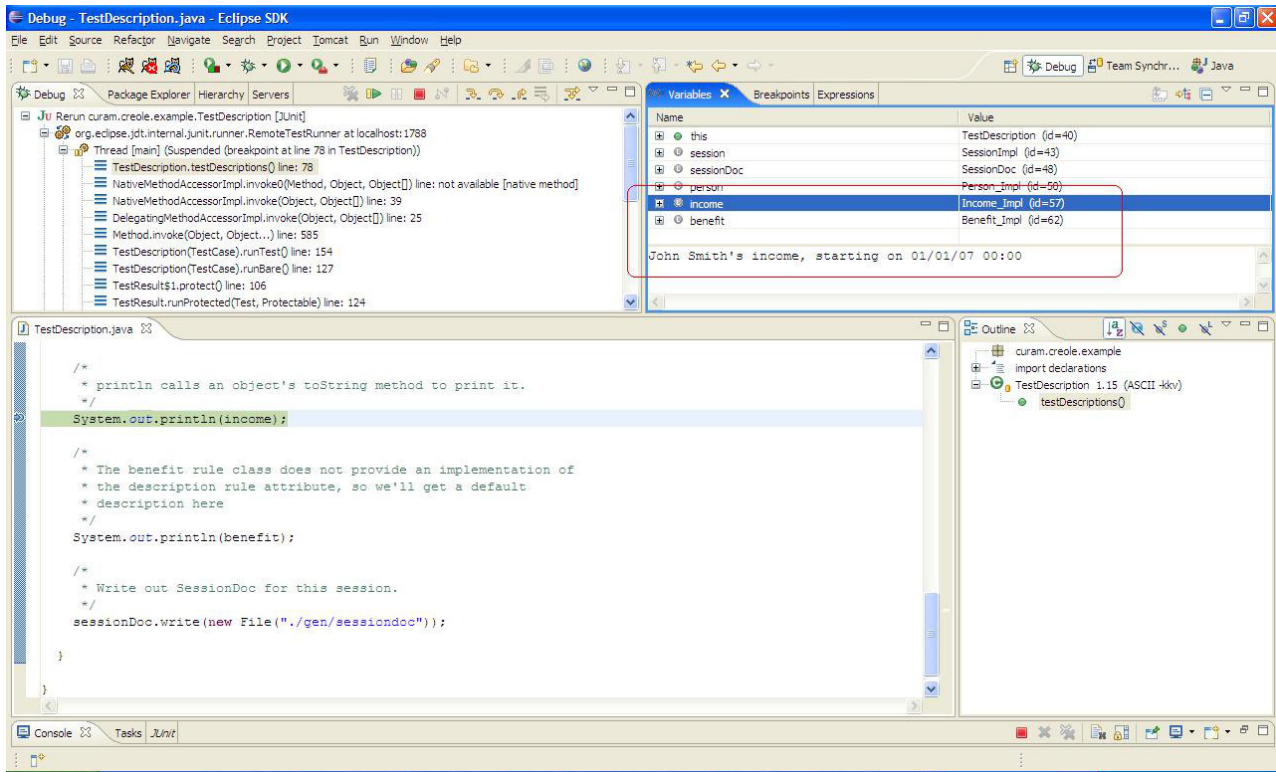 Debug - TestDescription.java - Eclipse SDK
File Edit Source Refactor Navigate Search Project Tomcat Run Window Help
Debug Team Synchr... Java
Debug Package Explorer Hierarchy Servers
Ju Rerun curam.creole.example.TestDescription [JUnit]
org.eclipse.jdt.internal.junit.runner.RemoteTestRunner at localhost:1788
Thread [main] (Suspended (breakpoint at line 78 in TestDescription))
TestDescription.testDescriptions() line: 78
NativeMethodAccessorImpl.invoke0(Method, Object, Object[]) line: not available [native method]
NativeMethodAccessorImpl.invoke(Object, Object[]) line: 39
DelegatingMethodAccessorImpl.invoke(Object, Object[]) line: 25
Method.invoke(Object, Object...) line: 585
TestDescription(TestCase).runTest() line: 154
TestDescription(TestCase).runBare() line: 127
TestResult$1.protect() line: 106
TestResult.runProtected(Test, Protectable) line: 124
Variables Breakpoints Expressions
Name Value
this TestDescription (id=40)
session SessionImpl (id=43)
sessionDoc SessionDoc (id=48)
person Person_Impl (id=50)
income Income_Impl (id=57)
benefit Benefit_Impl (id=62)
John Smith's income, starting on 01/01/07 00:00
TestDescription.java
/*
* println calls an object's toString method to print it.
*/
System.out.println(income);
/*
* The benefit rule class does not provide an implementation of
* the description rule attribute, so we'll get a default
* description here
*/
System.out.println(benefit);
/*
* Write out SessionDoc for this session.
*/
sessionDoc.write(new File("./gen/sessiondoc"));
}
}
Outline
curam.creole.example
import declarations
TestDescription 1.15 (ASCII -kkv)
testDescriptions()
Console Tasks JUnit